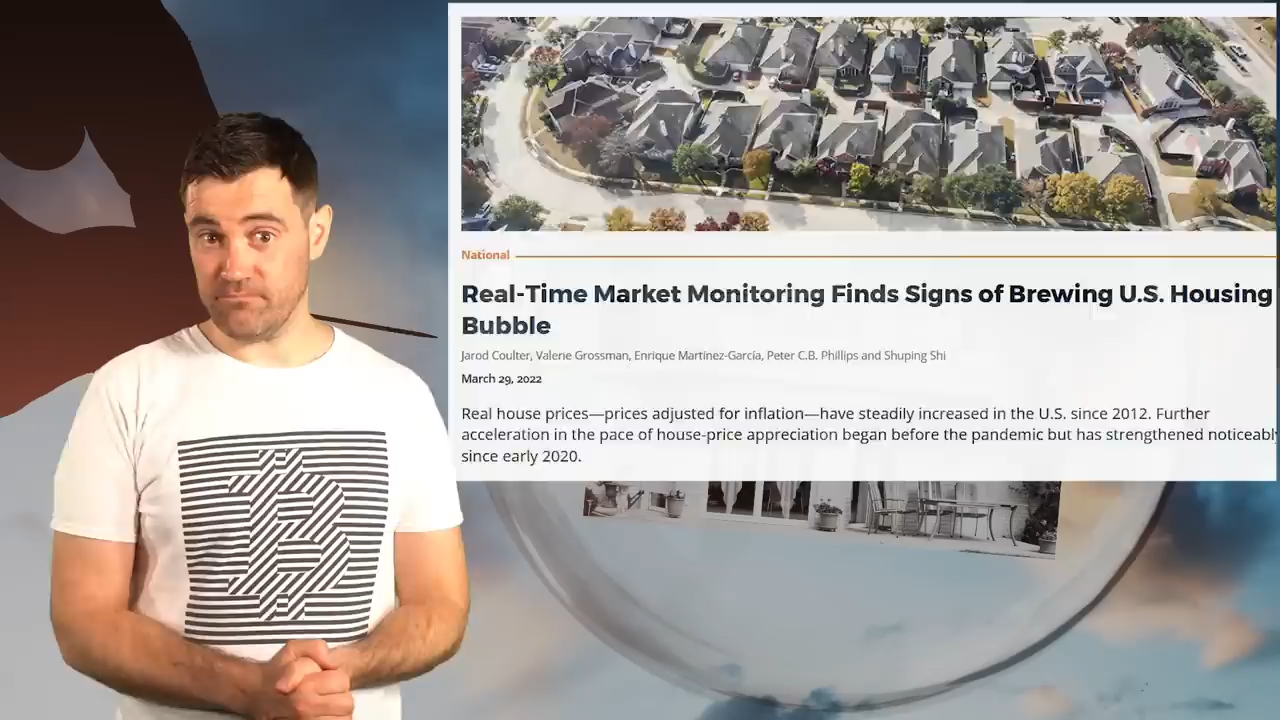 National
Real-Time Market Monitoring Finds Signs of Brewing U.S. Housing
Bubble
Jarod Coulter, Valerie Grossman, Enrique Martínez-García, Peter C.B. Phillips and Shuping Shi
March 29, 2022
Real house prices—prices adjusted for inflation—have steadily increased in the U.S. since 2012. Further
acceleration in the pace of house-price appreciation began before the pandemic but has strengthened noticeably
since early 2020.